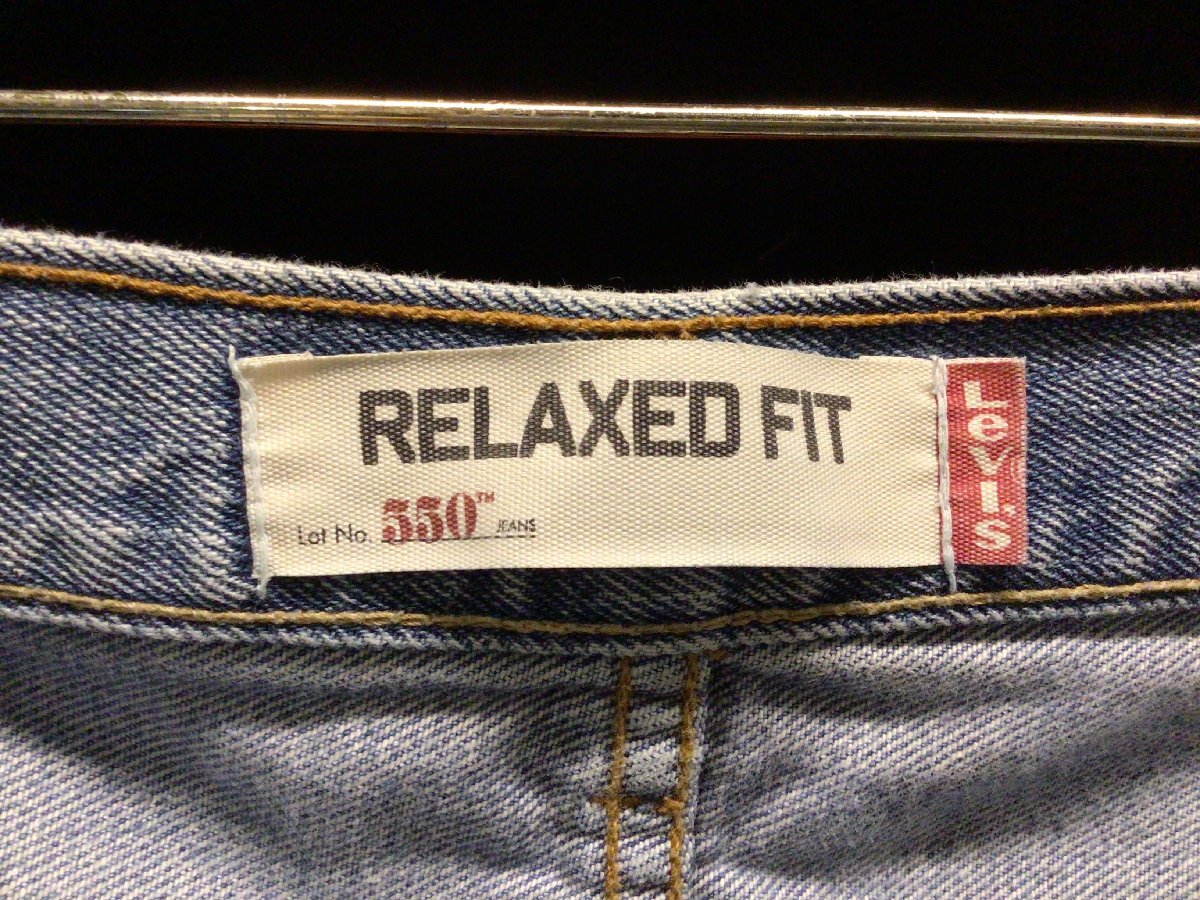 RELAXED FIT
Lot No. 550™ JEANS
Levi's